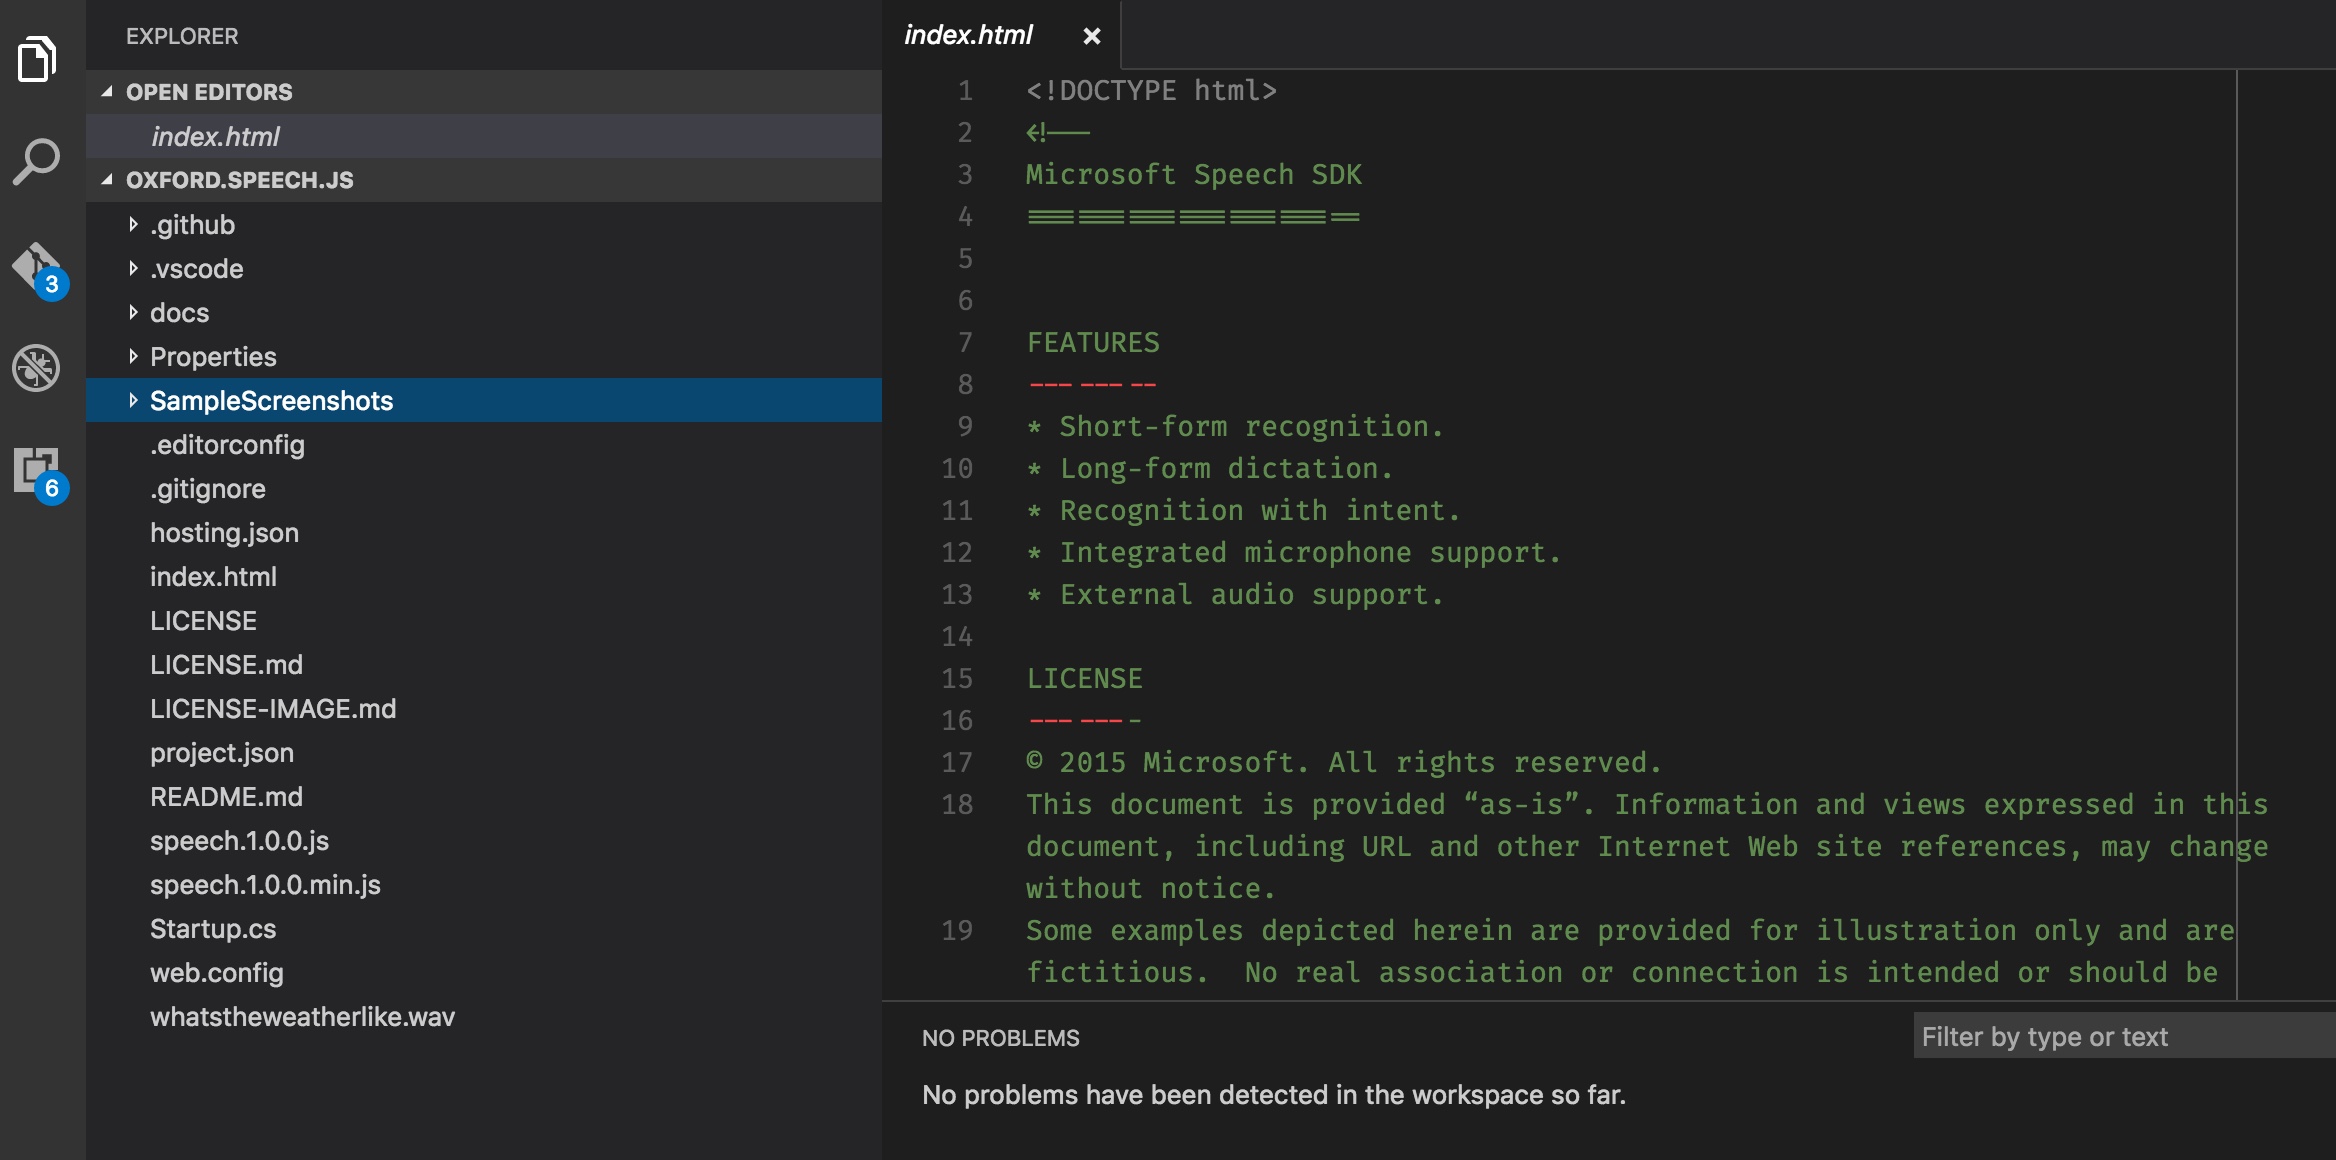 EXPLORER
OPEN EDITORS
index.html
OXFORD.SPEECH.JS
.github
.vscode
docs
Properties
SampleScreenshots
.editorconfig
.gitignore
hosting.json
index.html
LICENSE
LICENSE.md
LICENSE-IMAGE.md
project.json
README.md
speech.1.0.0.js
speech.1.0.0.min.js
Startup.cs
web.config
whatstheweatherlike.wav
3
6
index.html ×
1 <!DOCTYPE html>
2 <!--
3 Microsoft Speech SDK
4 ====================
5
6
7 FEATURES
8 --------
9 * Short-form recognition.
10 * Long-form dictation.
11 * Recognition with intent.
12 * Integrated microphone support.
13 * External audio support.
14
15 LICENSE
16 -------
17 © 2015 Microsoft. All rights reserved.
18 This document is provided “as-is”. Information and views expressed in this
document, including URL and other Internet Web site references, may change
without notice.
19 Some examples depicted herein are provided for illustration only and are
fictitious.  No real association or connection is intended or should be
NO PROBLEMS
Filter by type or text
No problems have been detected in the workspace so far.